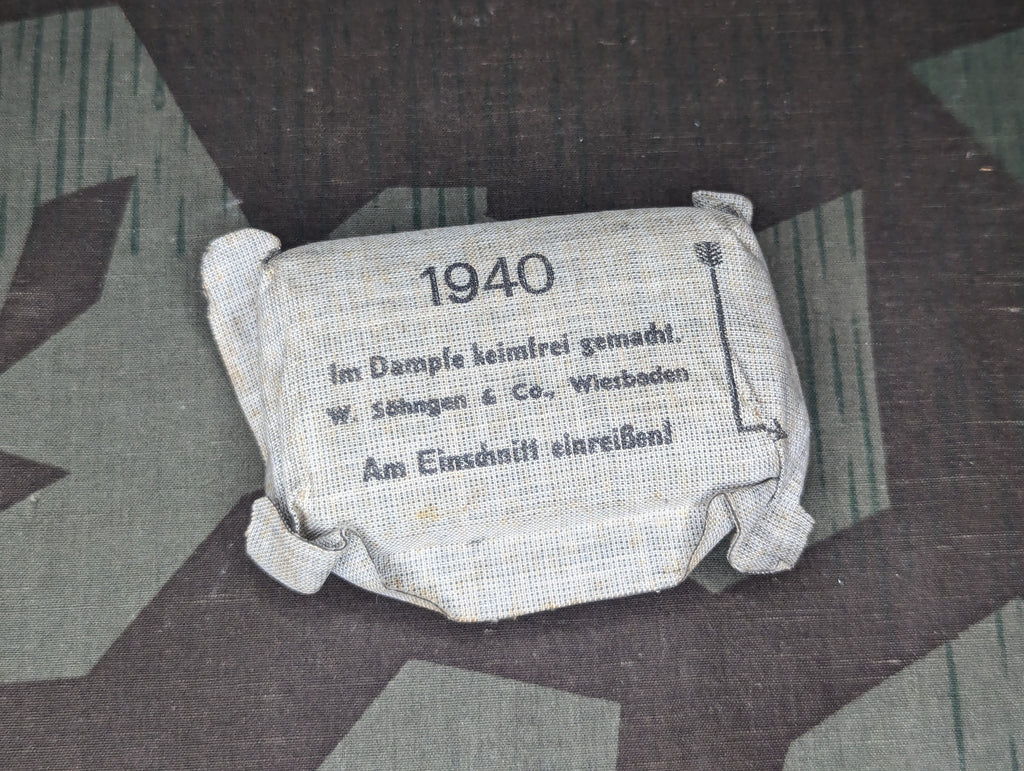 1940
Im Dampfe keimfrei gemacht.
W. Söhngen & Co., Wiesbaden
Am Einschnitt einreißen!